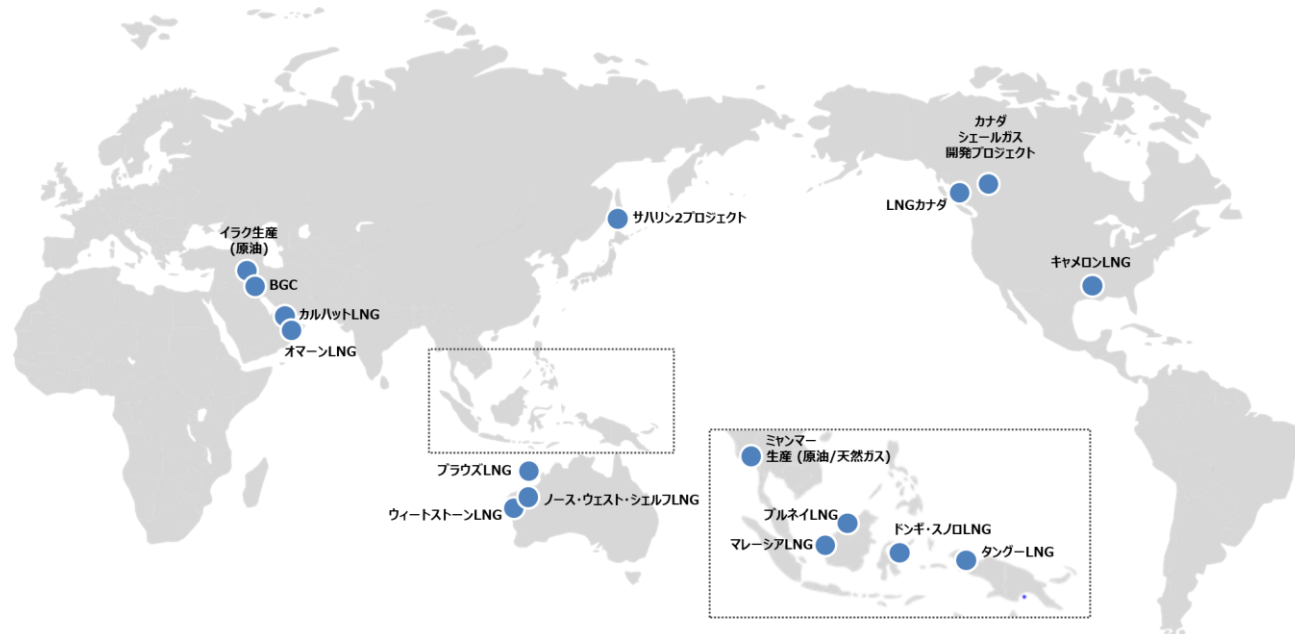 カナダ
シェールガス
開発プロジェクト
LNGカナダ
サハリン2プロジェクト
イラク生産
(原油)
キャメロンLNG
BGC
カルハットLNG
オマーンLNG
ブラウズLNG
ノース・ウェスト・シェルフLNG
ウィートストーンLNG
ミャンマー
生産 (原油/天然ガス)
ブルネイLNG
ドンギ・スノロLNG
マレーシアLNG
タングーLNG